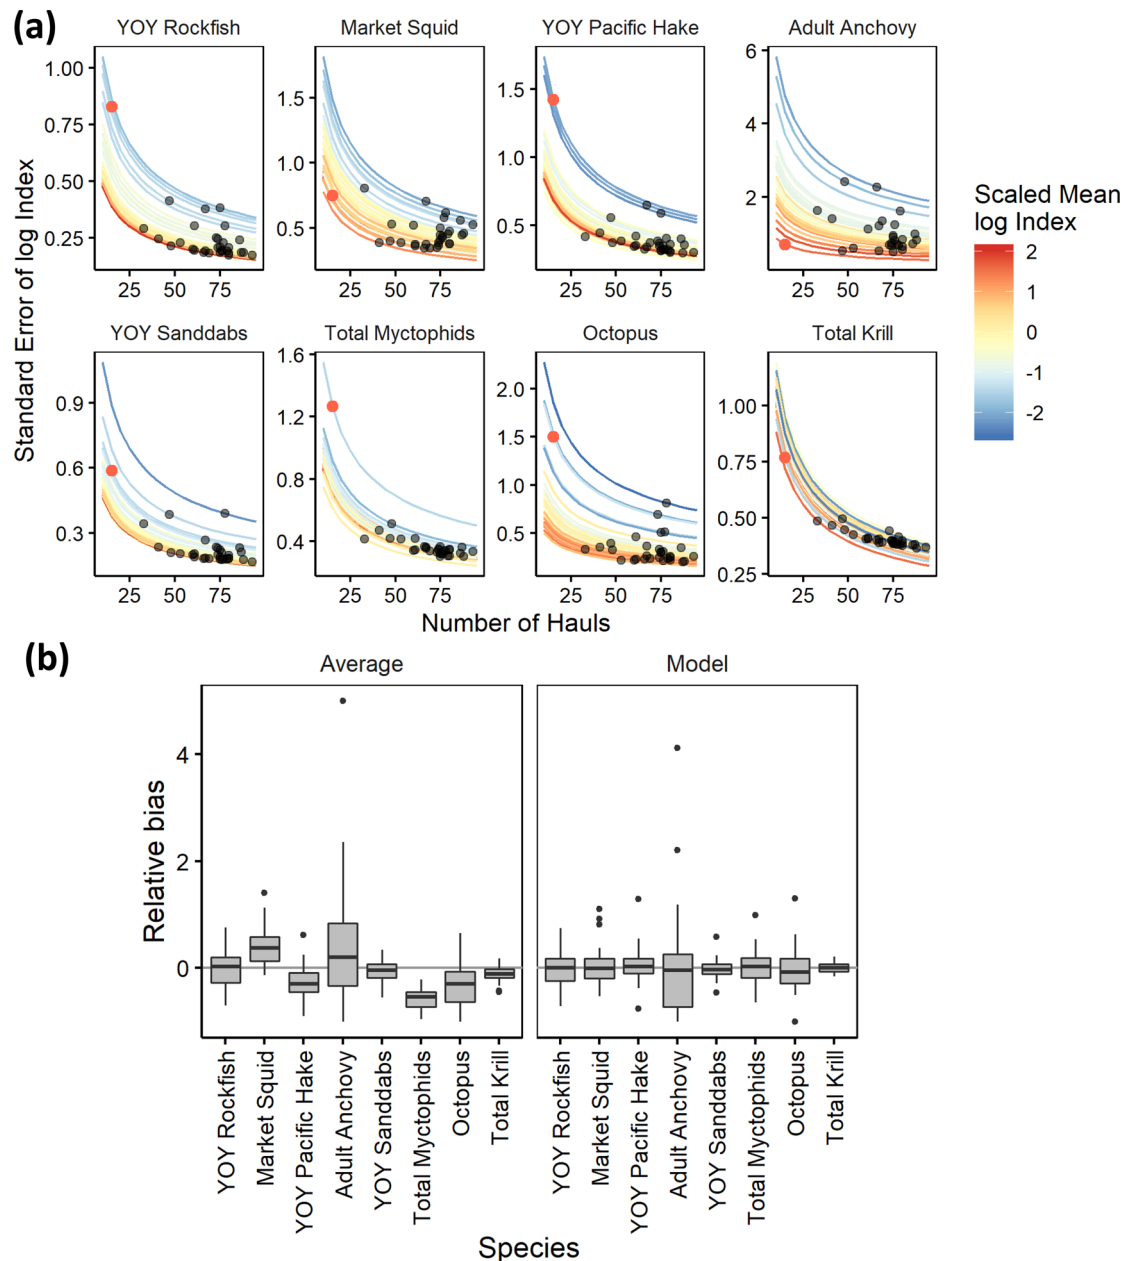 (a)
YOY Rockfish Market Squid YOY Pacific Hake Adult Anchovy
1.00
0.75
0.50
0.25
25 50 75
1.5
1.0
0.5
25 50 75
1.5
1.0
0.5
25 50 75
6
4
2
25 50 75
Standard Error of log Index
YOY Sanddabs Total Myctophids Octopus Total Krill
0.9
0.6
0.3
25 50 75
1.6
1.2
0.8
0.4
25 50 75
2.0
1.5
1.0
0.5
25 50 75
1.00
0.75
0.50
0.25
25 50 75
Number of Hauls
Scaled Mean
log Index
2
1
0
-1
-2
(b)
Average Model
Relative bias
4
2
0
YOY Rockfish
Market Squid
YOY Pacific Hake
Adult Anchovy
YOY Sanddabs
Total Myctophids
Octopus
Total Krill
YOY Rockfish
Market Squid
YOY Pacific Hake
Adult Anchovy
YOY Sanddabs
Total Myctophids
Octopus
Total Krill
Species